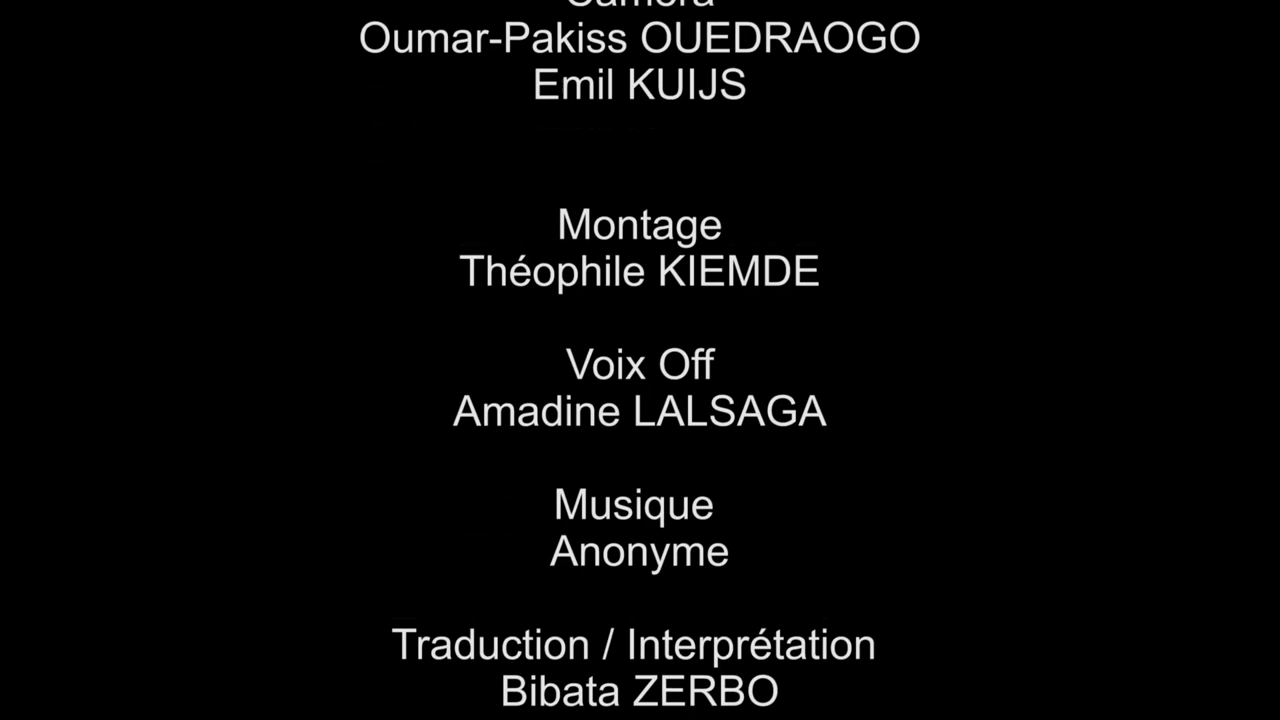 Oumar-Pakiss OUEDRAOGO
Emil KUIJS
Montage
Théophile KIEMDE
Voix Off
Amadine LALSAGA
Musique
Anonyme
Traduction / Interprétation
Bibata ZERBO